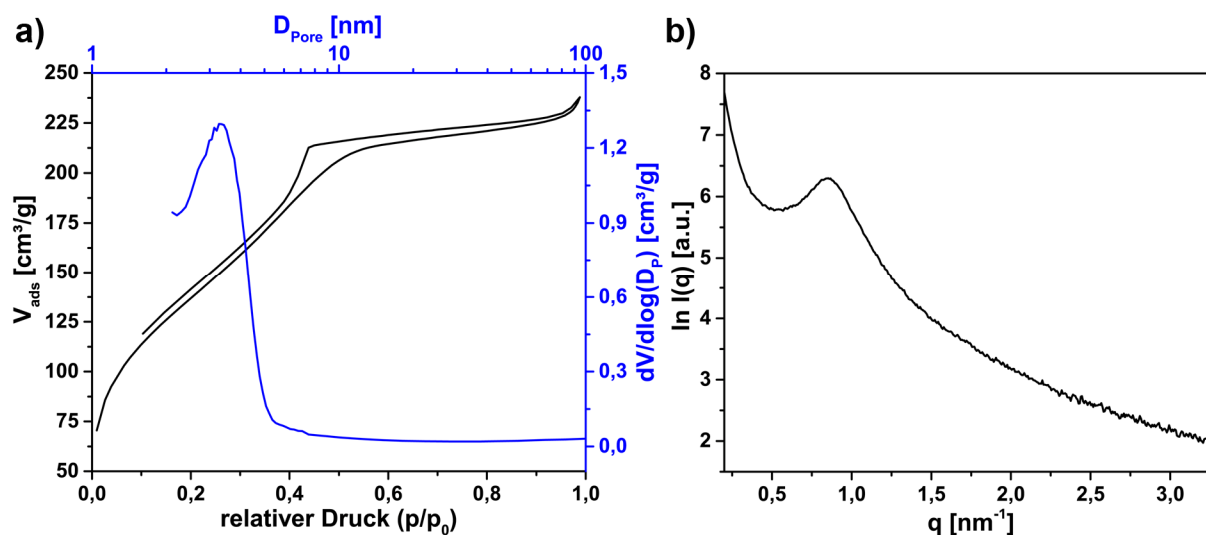 a)
D_Pore [nm]
1 10 100
V_ads [cm³/g]
250
225
200
175
150
125
100
75
50
1,5
1,2
0,9
0,6
0,3
0,0
dV/dlog(D_P) [cm³/g]
0,0 0,2 0,4 0,6 0,8 1,0
relativer Druck (p/p₀)
b)
ln I(q) [a.u.]
8
7
6
5
4
3
2
0,5 1,0 1,5 2,0 2,5 3,0
q [nm⁻¹]